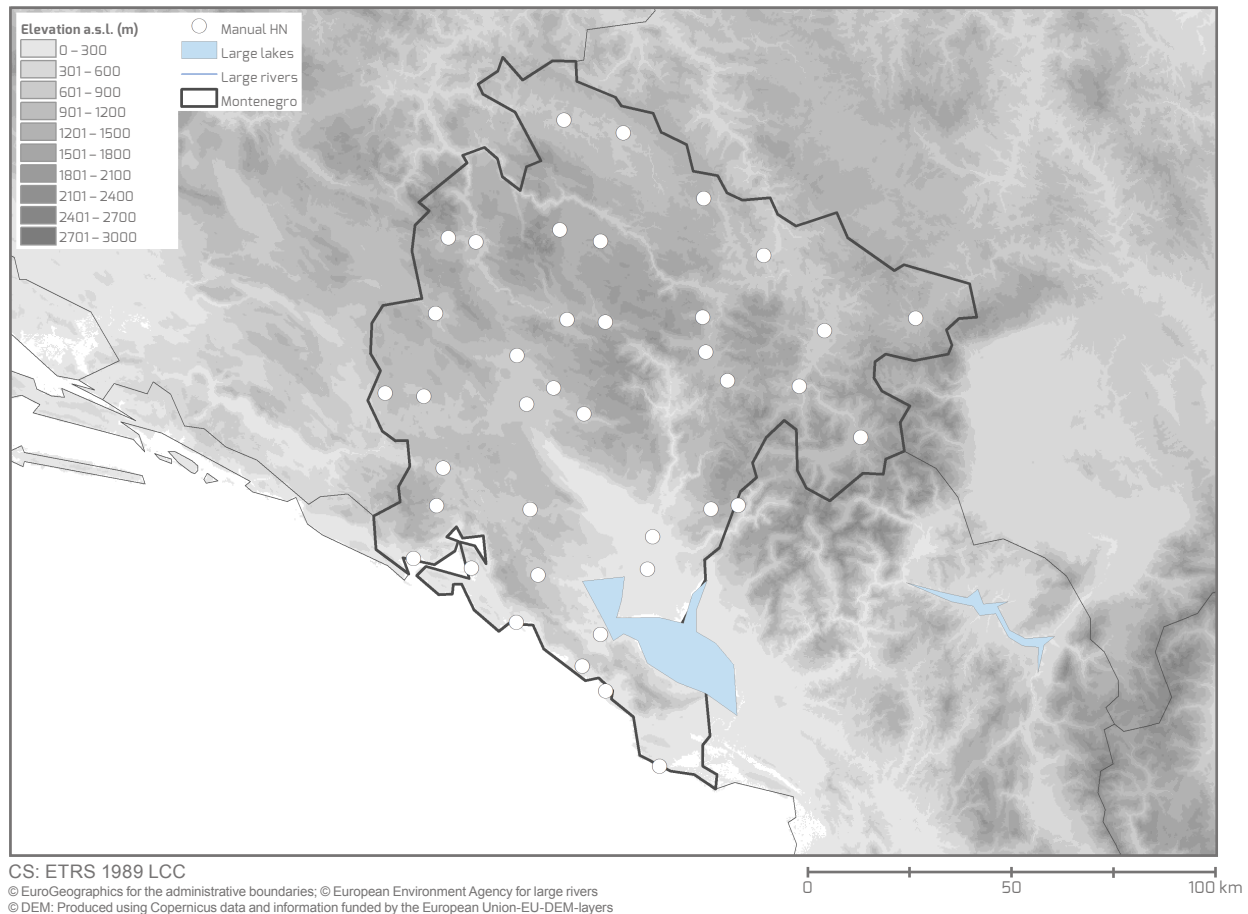 Elevation a.s.l. (m)
0 – 300
301 – 600
601 – 900
901 – 1200
1201 – 1500
1501 – 1800
1801 – 2100
2101 – 2400
2401 – 2700
2701 – 3000
Manual HN
Large lakes
Large rivers
Montenegro
CS: ETRS 1989 LCC
© EuroGeographics for the administrative boundaries; © European Environment Agency for large rivers
© DEM: Produced using Copernicus data and information funded by the European Union-EU-DEM-layers
0 50 100 km